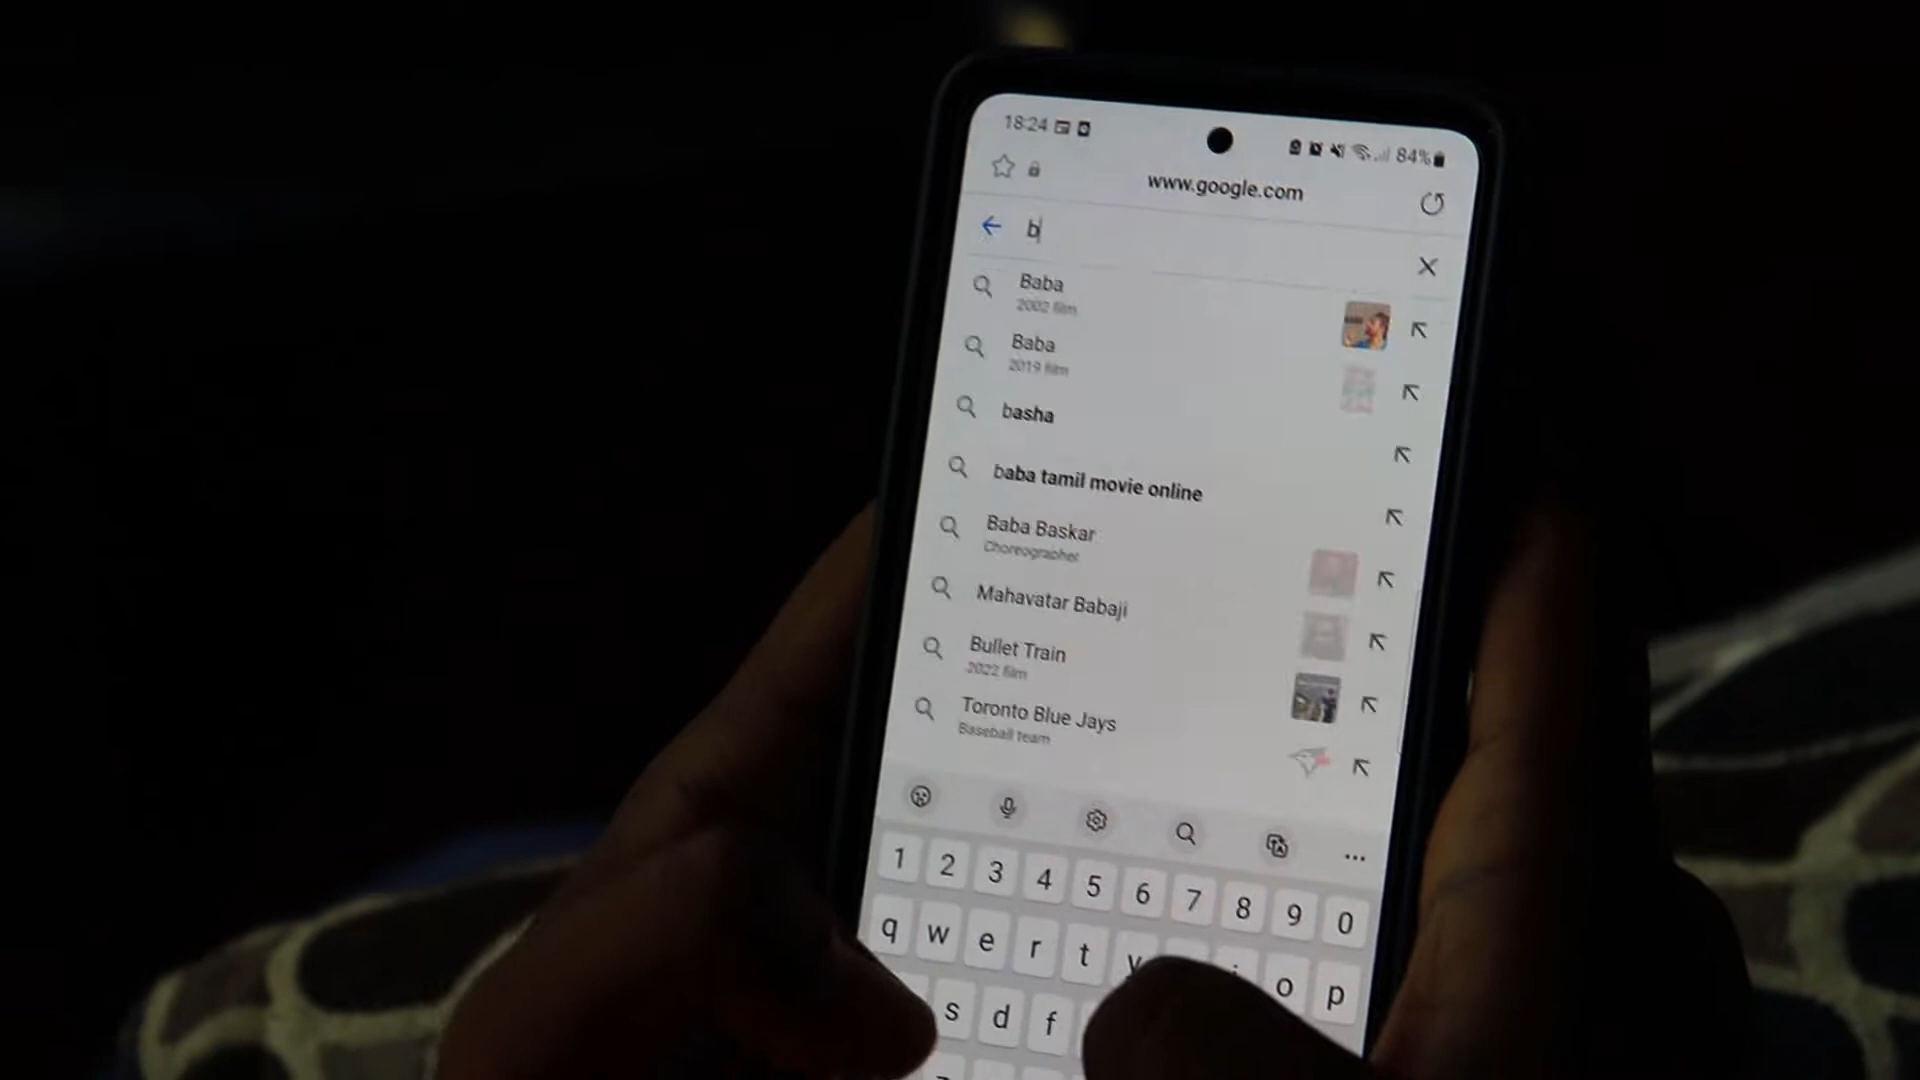 18:24 84%
www.google.com
b
Baba
2002 film
Baba
2019 film
basha
baba tamil movie online
Baba Baskar
Choreographer
Mahavatar Babaji
Bullet Train
2022 film
Toronto Blue Jays
Baseball team
1 2 3 4 5 6 7 8 9 0
q w e r t y i o p
s d f